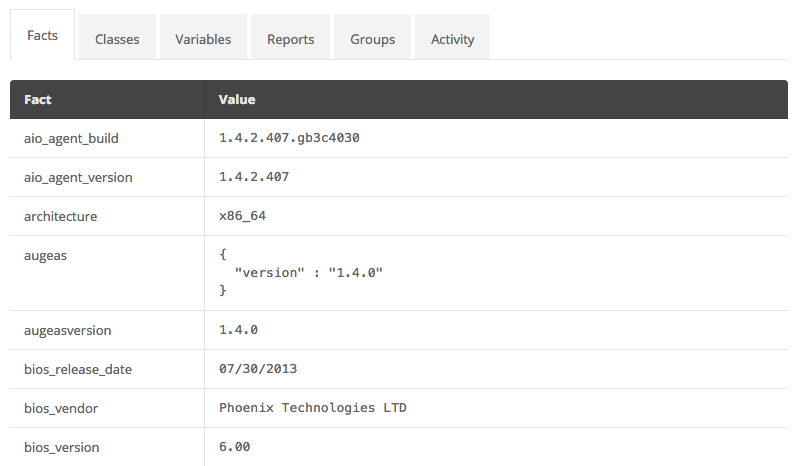 Facts Classes Variables Reports Groups Activity
Fact Value
aio_agent_build 1.4.2.407.gb3c4030
aio_agent_version 1.4.2.407
architecture x86_64
augeas {
"version" : "1.4.0"
}
augeasversion 1.4.0
bios_release_date 07/30/2013
bios_vendor Phoenix Technologies LTD
bios_version 6.00